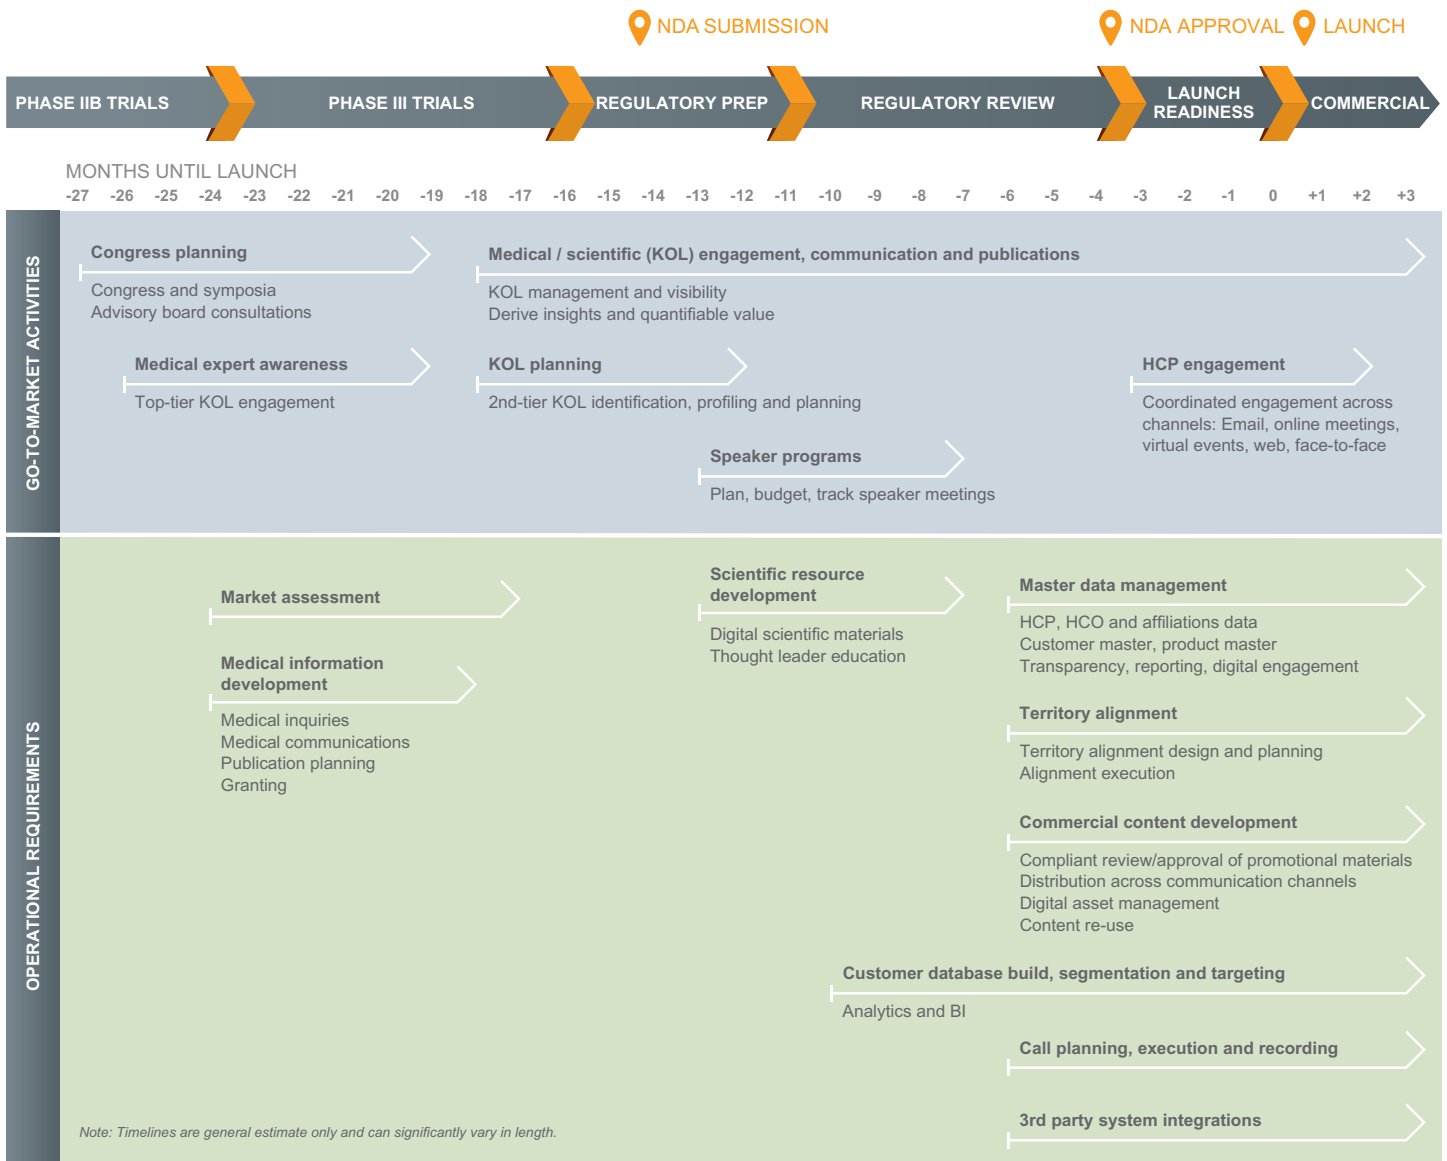 NDA SUBMISSION
NDA APPROVAL
LAUNCH
PHASE IIB TRIALS
PHASE III TRIALS
REGULATORY PREP
REGULATORY REVIEW
LAUNCH
READINESS
COMMERCIAL
MONTHS UNTIL LAUNCH
-27 -26 -25 -24 -23 -22 -21 -20 -19 -18 -17 -16 -15 -14 -13 -12 -11 -10 -9 -8 -7 -6 -5 -4 -3 -2 -1 0 +1 +2 +3
GO-TO-MARKET ACTIVITIES
Congress planning
Congress and symposia
Advisory board consultations
Medical / scientific (KOL) engagement, communication and publications
KOL management and visibility
Derive insights and quantifiable value
Medical expert awareness
Top-tier KOL engagement
KOL planning
2nd-tier KOL identification, profiling and planning
HCP engagement
Coordinated engagement across
channels: Email, online meetings,
virtual events, web, face-to-face
Speaker programs
Plan, budget, track speaker meetings
OPERATIONAL REQUIREMENTS
Market assessment
Medical information
development
Medical inquiries
Medical communications
Publication planning
Granting
Scientific resource
development
Digital scientific materials
Thought leader education
Master data management
HCP, HCO and affiliations data
Customer master, product master
Transparency, reporting, digital engagement
Territory alignment
Territory alignment design and planning
Alignment execution
Commercial content development
Compliant review/approval of promotional materials
Distribution across communication channels
Digital asset management
Content re-use
Customer database build, segmentation and targeting
Analytics and BI
Call planning, execution and recording
3rd party system integrations
Note: Timelines are general estimate only and can significantly vary in length.